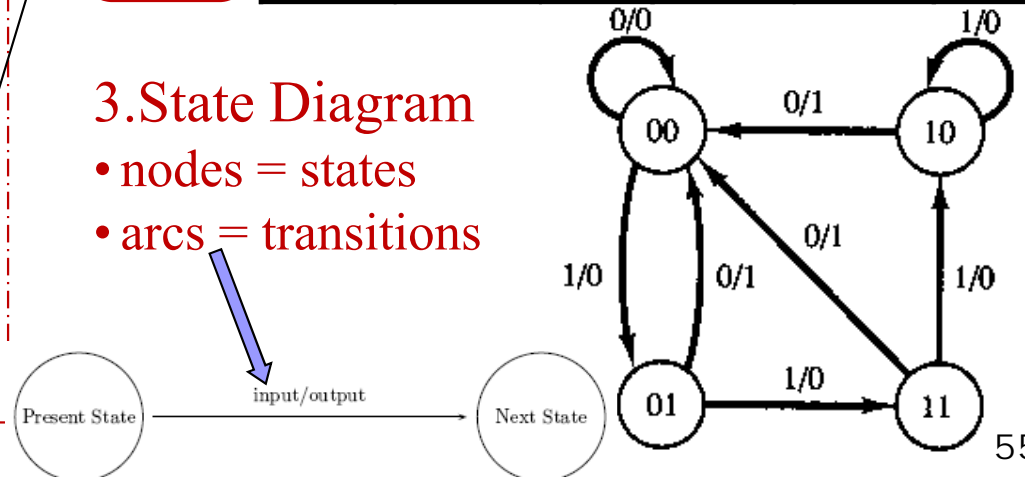 3.State Diagram
• nodes = states
• arcs = transitions
input/output
Present State
Next State
0/0
1/0
00
0/1
10
0/1
1/0
0/1
1/0
1/0
01
11
55